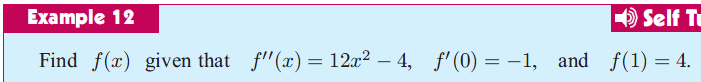 Example 12
Self
Find f(x) given that f''(x) = 12x² − 4, f'(0) = −1, and f(1) = 4.